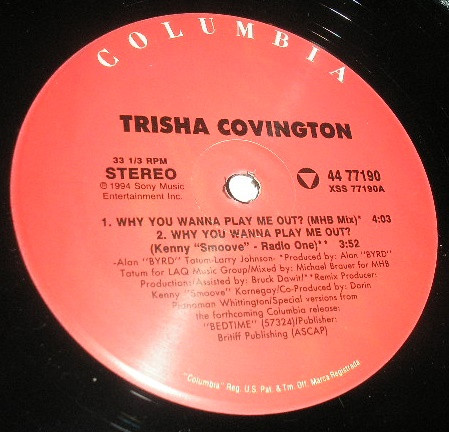 COLUMBIA
TRISHA COVINGTON
33 1/3 RPM
STEREO
℗ 1994 Sony Music
Entertainment Inc.
44 77190
XSS 77190A
1. WHY YOU WANNA PLAY ME OUT? (MHB Mix)* 4:03
2. WHY YOU WANNA PLAY ME OUT?
(Kenny "Smoove" - Radio One)** 3:52
-Alan "BYRD" Tatum-Larry Johnson- *Produced by: Alan "BYRD"
Tatum for LAQ Music Group/Mixed by: Michael Brauer for MHB
Productions/Assisted by: Bruck Dawit/**Remix Producer:
Kenny "Smoove" Kornegay/Co-Produced by: Darin
Pianoman Whittington/Special versions from
the forthcoming Columbia release:
"BEDTIME" (57324)/Publisher:
Britiff Publishing (ASCAP)
"Columbia" Reg. U.S. Pat. & Tm. Off. Marca Registrada.